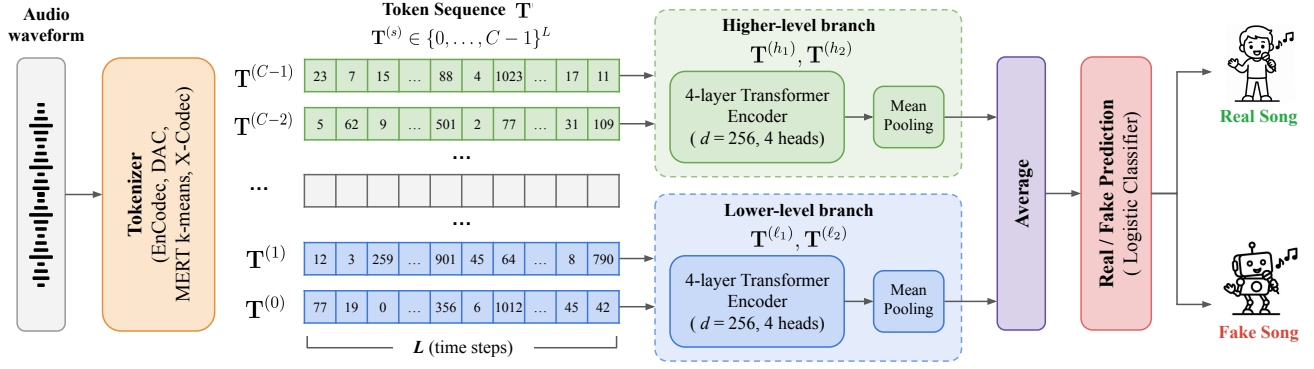 Audio
waveform
Tokenizer
(EnCodec, DAC,
MERT k-means, X-Codec)
Token Sequence T
T^(s) ∈ {0, . . . , C − 1}^L
T^(C−1) 23 7 15 ... 88 4 1023 ... 17 11
T^(C−2) 5 62 9 ... 501 2 77 ... 31 109
...
...
...
T^(1) 12 3 259 ... 901 45 64 ... 8 790
T^(0) 77 19 0 ... 356 6 1012 ... 45 42
L (time steps)
Higher-level branch
T^(h₁), T^(h₂)
4-layer Transformer
Encoder
( d = 256, 4 heads)
Mean
Pooling
Lower-level branch
T^(ℓ₁), T^(ℓ₂)
4-layer Transformer
Encoder
( d = 256, 4 heads)
Mean
Pooling
Average
Real / Fake Prediction
( Logistic Classifier)
Real Song
Fake Song